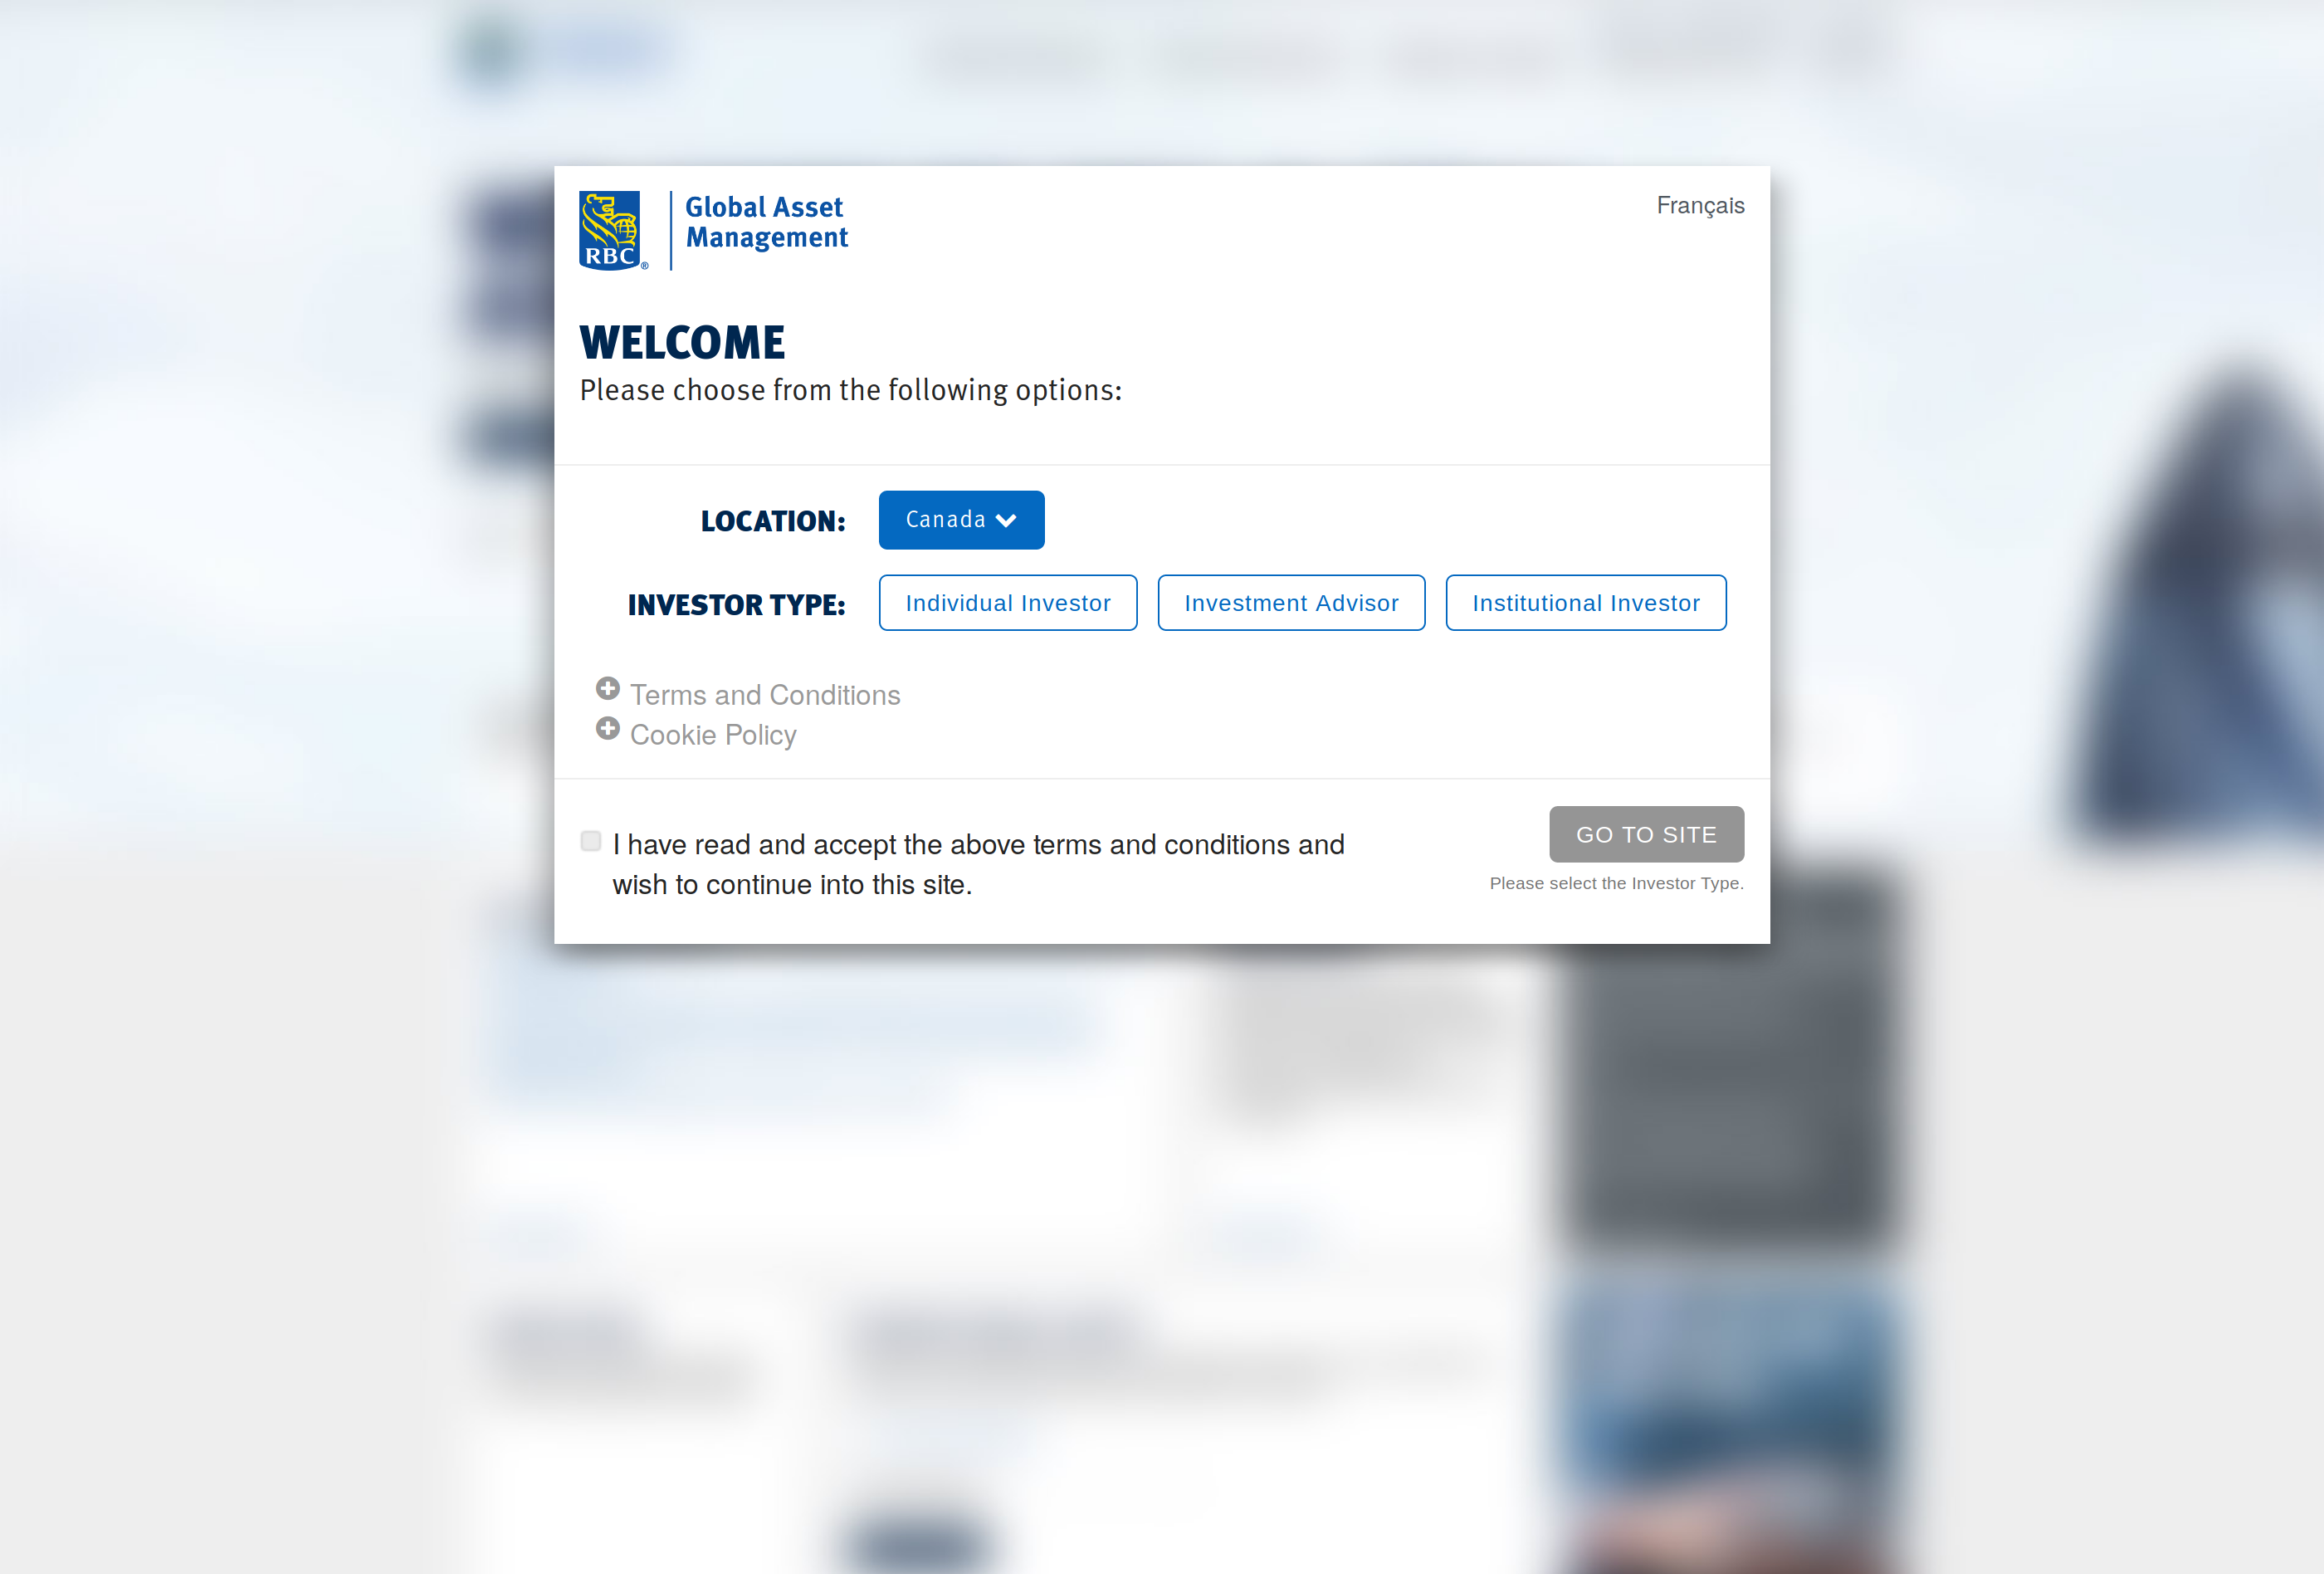 RBC®
Global Asset
Management
Français
WELCOME
Please choose from the following options:
LOCATION:
Canada
INVESTOR TYPE:
Individual Investor
Investment Advisor
Institutional Investor
Terms and Conditions
Cookie Policy
I have read and accept the above terms and conditions and
wish to continue into this site.
GO TO SITE
Please select the Investor Type.